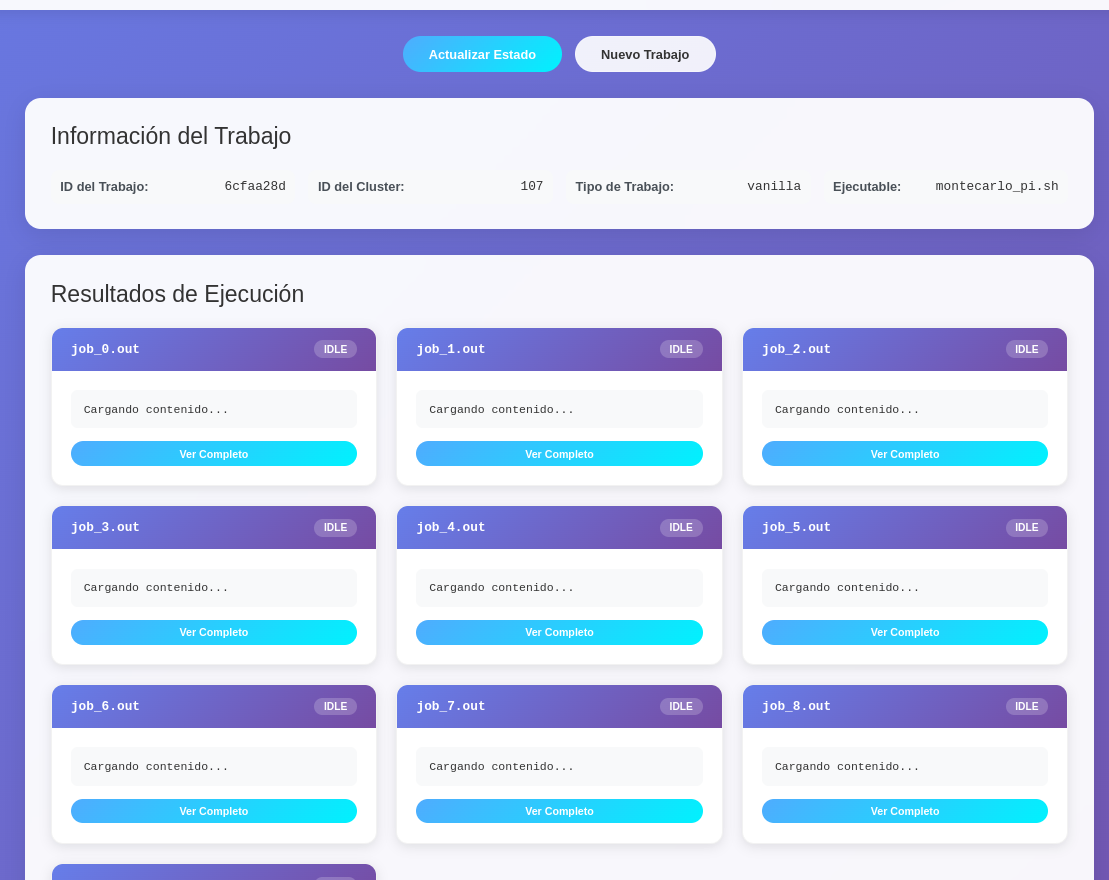 Actualizar Estado Nuevo Trabajo
Información del Trabajo
ID del Trabajo: 6cfaa28d ID del Cluster: 107 Tipo de Trabajo: vanilla Ejecutable: montecarlo_pi.sh
Resultados de Ejecución
job_0.out IDLE job_1.out IDLE job_2.out IDLE
Cargando contenido... Cargando contenido... Cargando contenido...
Ver Completo Ver Completo Ver Completo
job_3.out IDLE job_4.out IDLE job_5.out IDLE
Cargando contenido... Cargando contenido... Cargando contenido...
Ver Completo Ver Completo Ver Completo
job_6.out IDLE job_7.out IDLE job_8.out IDLE
Cargando contenido... Cargando contenido... Cargando contenido...
Ver Completo Ver Completo Ver Completo